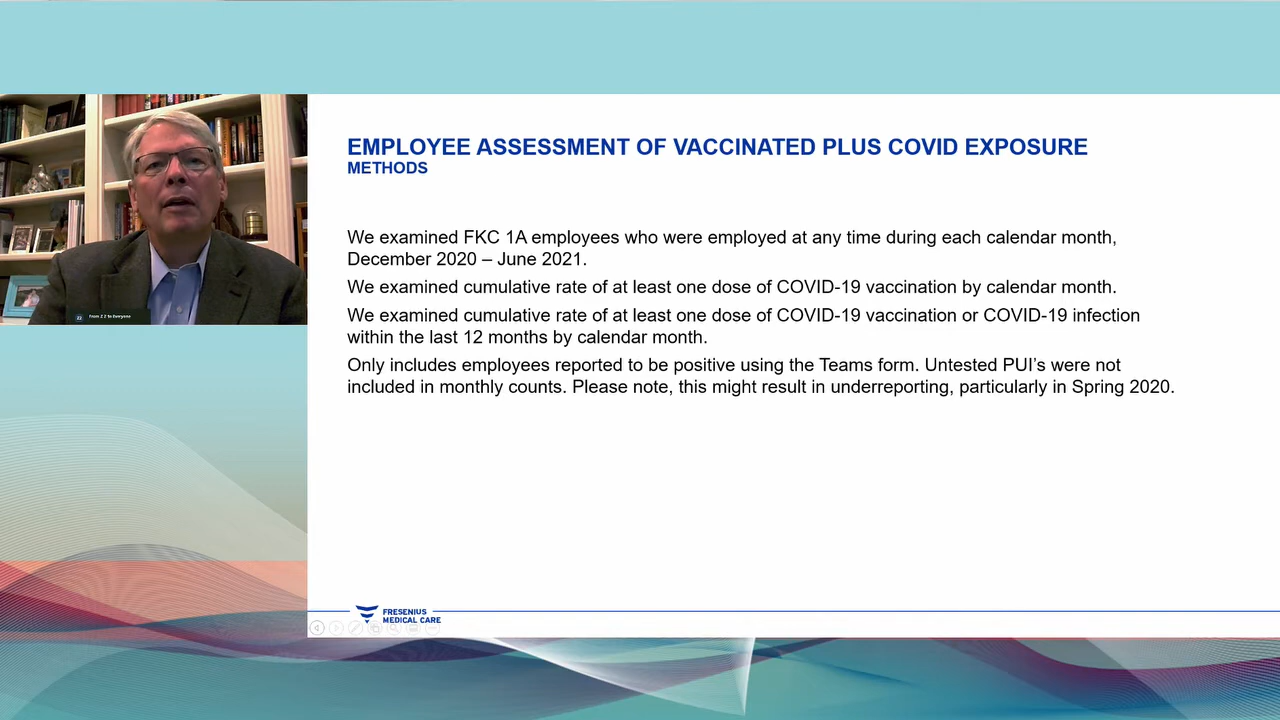 EMPLOYEE ASSESSMENT OF VACCINATED PLUS COVID EXPOSURE
METHODS
We examined FKC 1A employees who were employed at any time during each calendar month,
December 2020 – June 2021.
We examined cumulative rate of at least one dose of COVID-19 vaccination by calendar month.
We examined cumulative rate of at least one dose of COVID-19 vaccination or COVID-19 infection
within the last 12 months by calendar month.
Only includes employees reported to be positive using the Teams form. Untested PUI’s were not
included in monthly counts. Please note, this might result in underreporting, particularly in Spring 2020.
From Z Z to Everyone
FRESENIUS
MEDICAL CARE